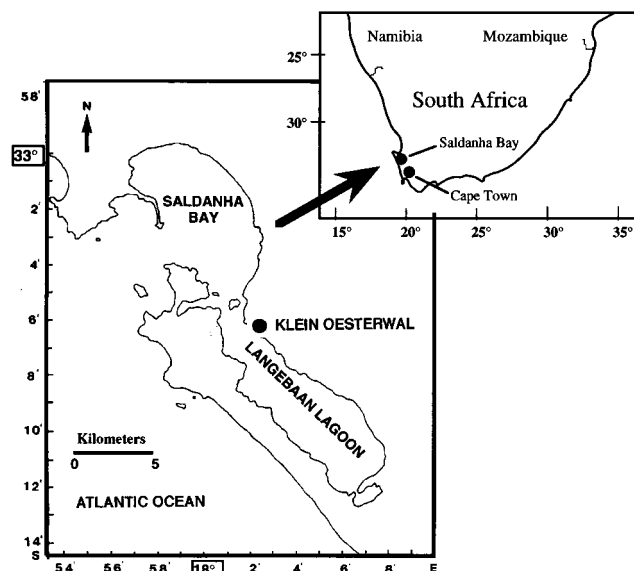 25°
Namibia
Mozambique
South Africa
30°
Saldanha Bay
Cape Town
15°
20°
25°
30°
35°
58'
N
33°
SALDANHA
BAY
2'
4'
6'
KLEIN OESTERWAL
LANGEBAAN LAGOON
8'
10'
Kilometers
0 5
12'
ATLANTIC OCEAN
14'
S
54' 56' 58' 18° 2' 4' 6' 8' E